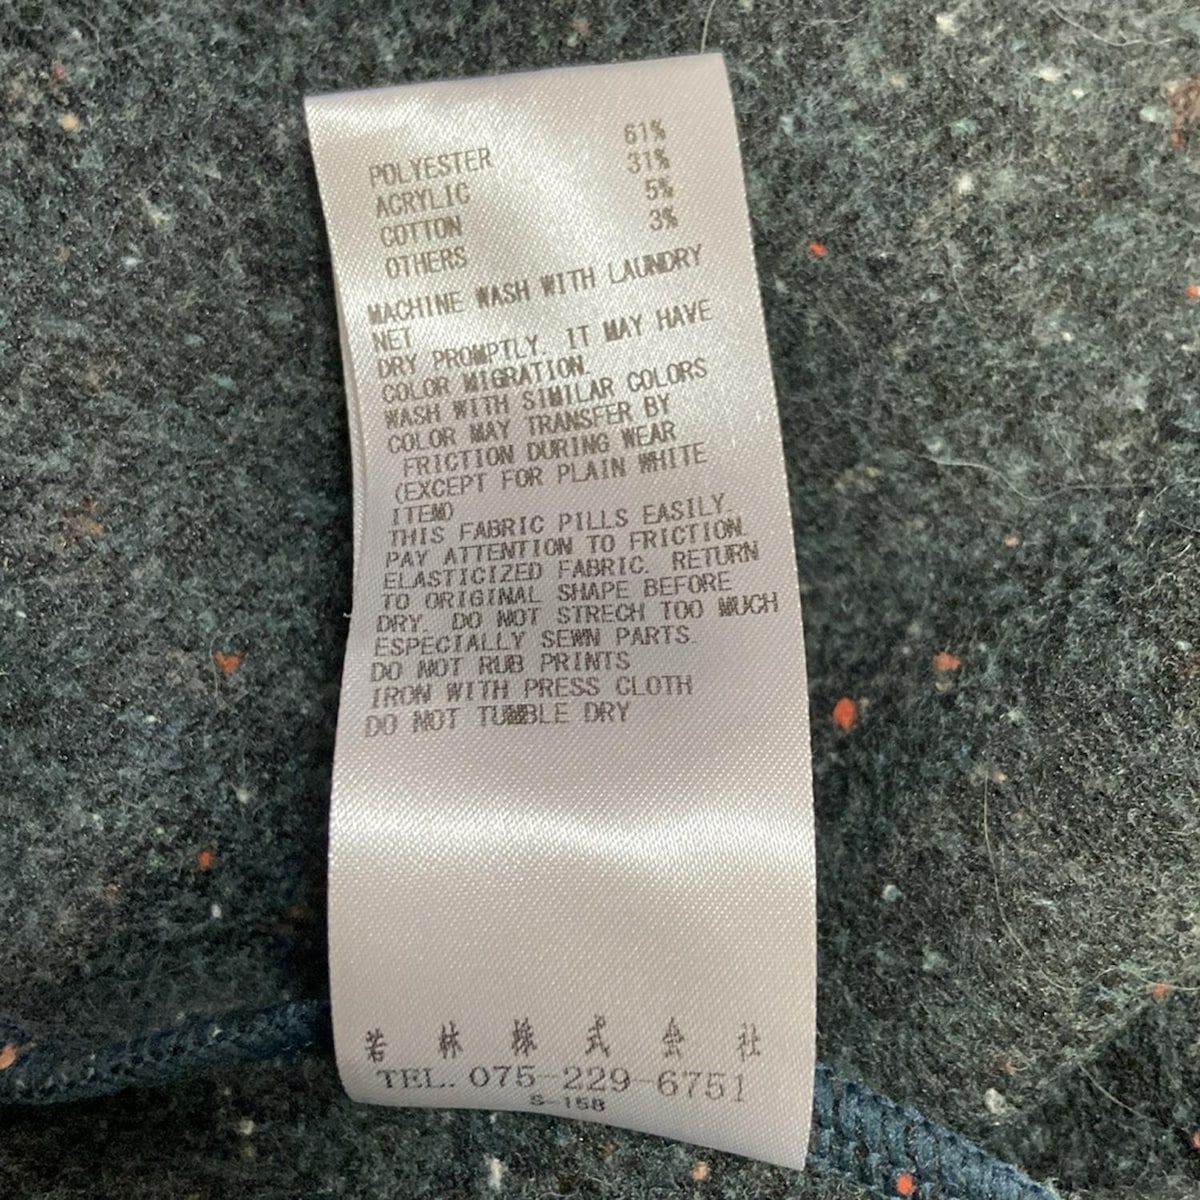 POLYESTER 61%
ACRYLIC 31%
COTTON 5%
OTHERS 3%
MACHINE WASH WITH LAUNDRY
NET
DRY PROMPTLY. IT MAY HAVE
COLOR MIGRATION.
WASH WITH SIMILAR COLORS
COLOR MAY TRANSFER BY
FRICTION DURING WEAR
(EXCEPT FOR PLAIN WHITE
ITEM)
THIS FABRIC PILLS EASILY.
PAY ATTENTION TO FRICTION.
ELASTICIZED FABRIC. RETURN
TO ORIGINAL SHAPE BEFORE
DRY. DO NOT STRECH TOO MUCH
ESPECIALLY SEWN PARTS.
DO NOT RUB PRINTS
IRON WITH PRESS CLOTH
DO NOT TUMBLE DRY
若林株式会社
TEL. 075-229-6751
S-158